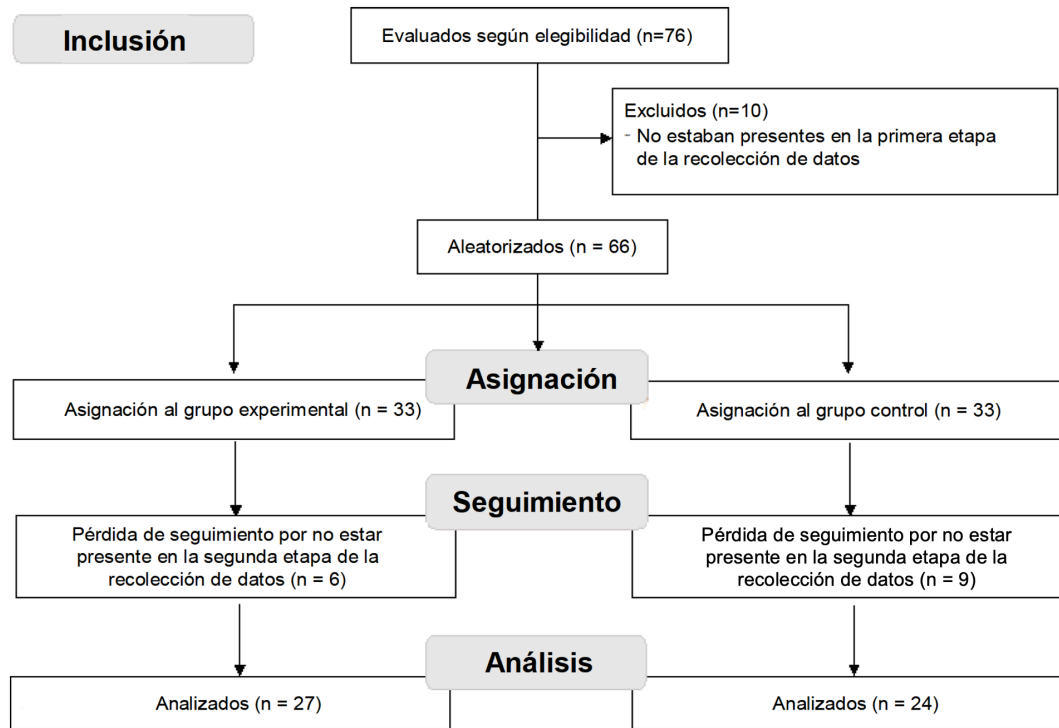 Inclusión
Evaluados según elegibilidad (n=76)
Excluidos (n=10)
- No estaban presentes en la primera etapa
de la recolección de datos
Aleatorizados (n = 66)
Asignación
Asignación al grupo experimental (n = 33)
Asignación al grupo control (n = 33)
Seguimiento
Pérdida de seguimiento por no estar
presente en la segunda etapa de la
recolección de datos (n = 6)
Pérdida de seguimiento por no estar
presente en la segunda etapa de la
recolección de datos (n = 9)
Análisis
Analizados (n = 27)
Analizados (n = 24)